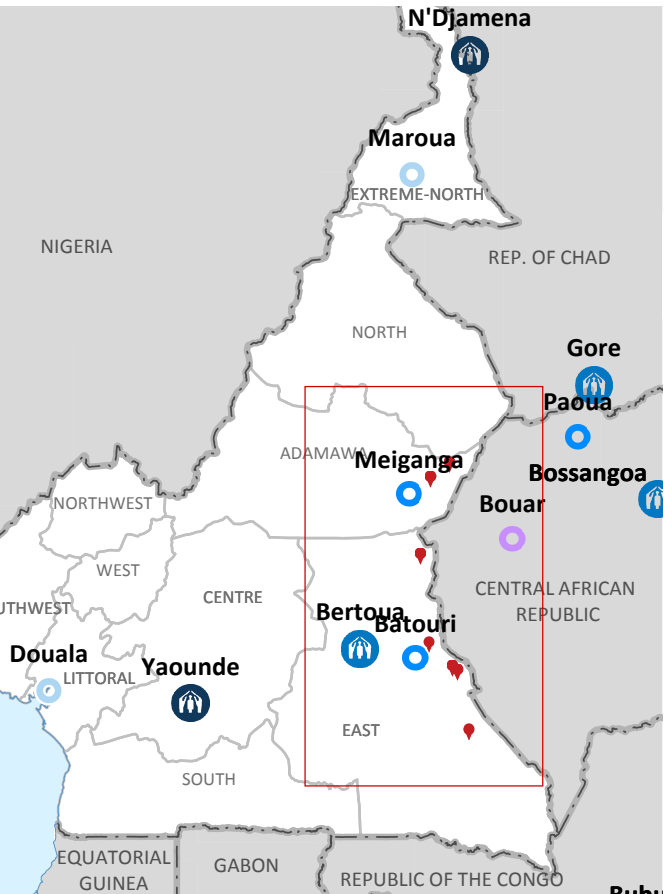 N'Djamena
Maroua
EXTREME-NORTH
NIGERIA
REP. OF CHAD
NORTH
Gore
Paoua
ADAMAWA
Meiganga
Bossangoa
Bouar
NORTHWEST
WEST
CENTRE
CENTRAL AFRICAN
REPUBLIC
UTHWEST
Bertoua
Batouri
Douala
LITTORAL
Yaounde
EAST
SOUTH
EQUATORIAL
GUINEA
GABON
REPUBLIC OF THE CONGO